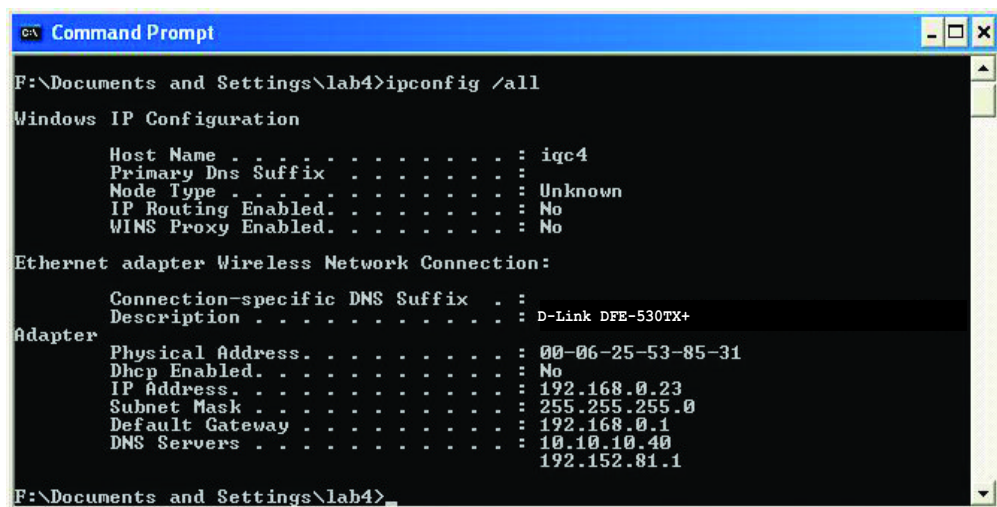 Command Prompt
F:\Documents and Settings\lab4>ipconfig /all
Windows IP Configuration
Host Name . . . . . . . . . . . . : iqc4
Primary Dns Suffix  . . . . . . . :
Node Type . . . . . . . . . . . . : Unknown
IP Routing Enabled. . . . . . . . : No
WINS Proxy Enabled. . . . . . . . : No
Ethernet adapter Wireless Network Connection:
Connection-specific DNS Suffix  . :
Description . . . . . . . . . . . : D-Link DFE-530TX+
Adapter
Physical Address. . . . . . . . . : 00-06-25-53-85-31
Dhcp Enabled. . . . . . . . . . . : No
IP Address. . . . . . . . . . . . : 192.168.0.23
Subnet Mask . . . . . . . . . . . : 255.255.255.0
Default Gateway . . . . . . . . . : 192.168.0.1
DNS Servers . . . . . . . . . . . : 10.10.10.40
192.152.81.1
F:\Documents and Settings\lab4>_